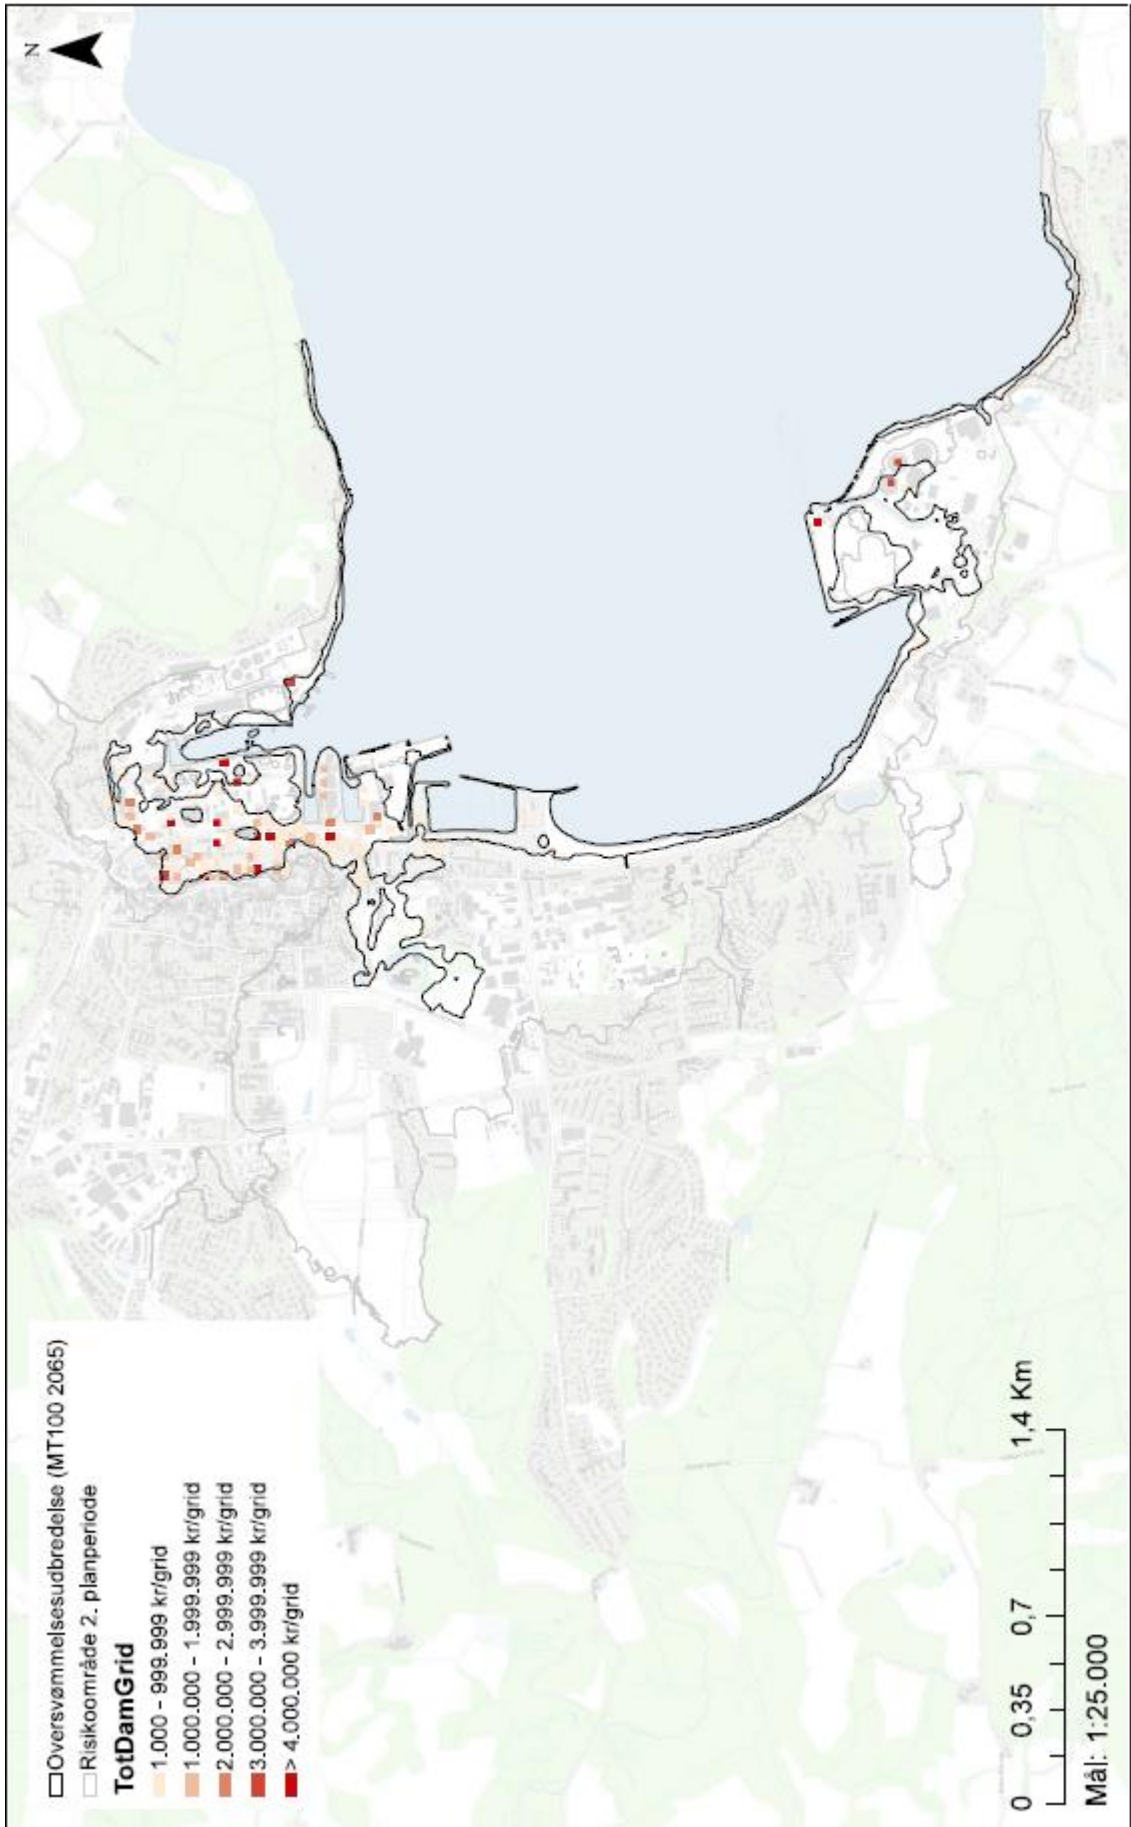 N
Oversvømmelsesudbredelse (MT100 2065)
Risikoområde 2. planperiode
TotDamGrid
1.000 - 999.999 kr/grid
1.000.000 - 1.999.999 kr/grid
2.000.000 - 2.999.999 kr/grid
3.000.000 - 3.999.999 kr/grid
> 4.000.000 kr/grid
0 0,35 0,7 1,4 Km
Mål: 1:25.000